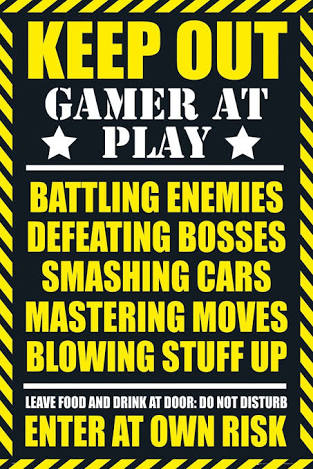 KEEP OUT
GAMER AT
PLAY
BATTLING ENEMIES
DEFEATING BOSSES
SMASHING CARS
MASTERING MOVES
BLOWING STUFF UP
LEAVE FOOD AND DRINK AT DOOR: DO NOT DISTURB
ENTER AT OWN RISK